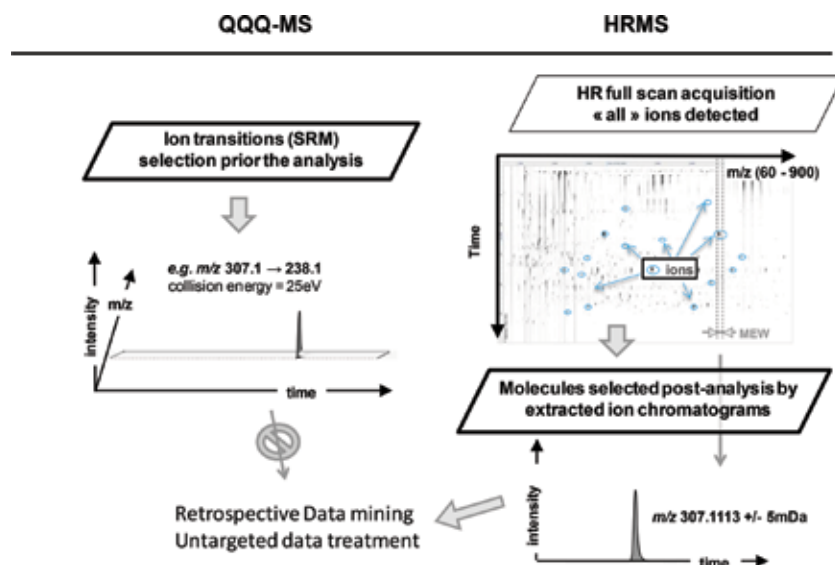 QQQ-MS
HRMS
HR full scan acquisition
« all » ions detected
Ion transitions (SRM)
selection prior the analysis
m/z (60 - 900)
Time
ions
MEW
e.g. m/z 307.1 → 238.1
collision energy = 25eV
intensity
m/z
time
Molecules selected post-analysis by
extracted ion chromatograms
intensity
m/z 307.1113 +/- 5mDa
time
Retrospective Data mining
Untargeted data treatment